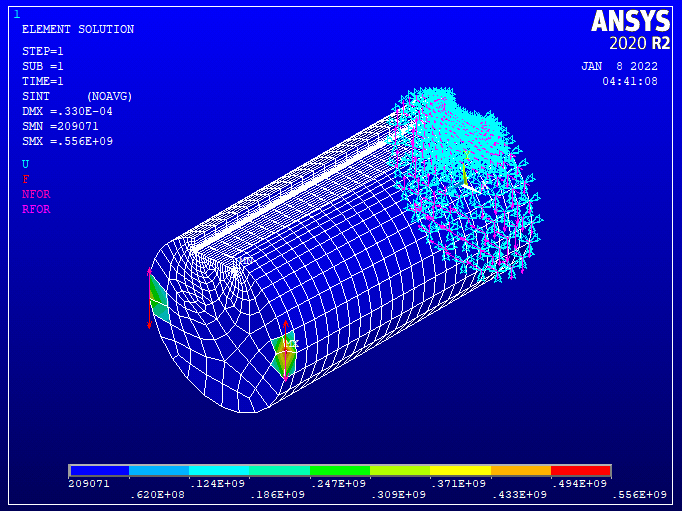 1
ELEMENT SOLUTION
STEP=1
SUB =1
TIME=1
SINT     (NOAVG)
DMX =.330E-04
SMN =209071
SMX =.556E+09
U
F
NFOR
RFOR
ANSYS
2020 R2
JAN  8 2022
04:41:08
MX
209071 .124E+09 .247E+09 .371E+09 .494E+09
.620E+08 .186E+09 .309E+09 .433E+09 .556E+09